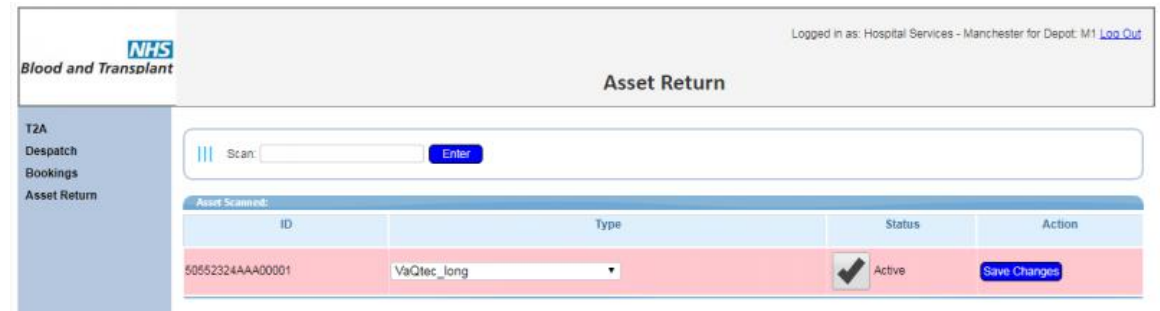 NHS
Blood and Transplant
Logged in as: Hospital Services - Manchester for Depot: M1 Log Out
Asset Return
T2A
Despatch
Bookings
Asset Return
Scan:
Enter
Asset Scanned:
ID Type Status Action
50552324AAA00001 VaQtec_long Active Save Changes